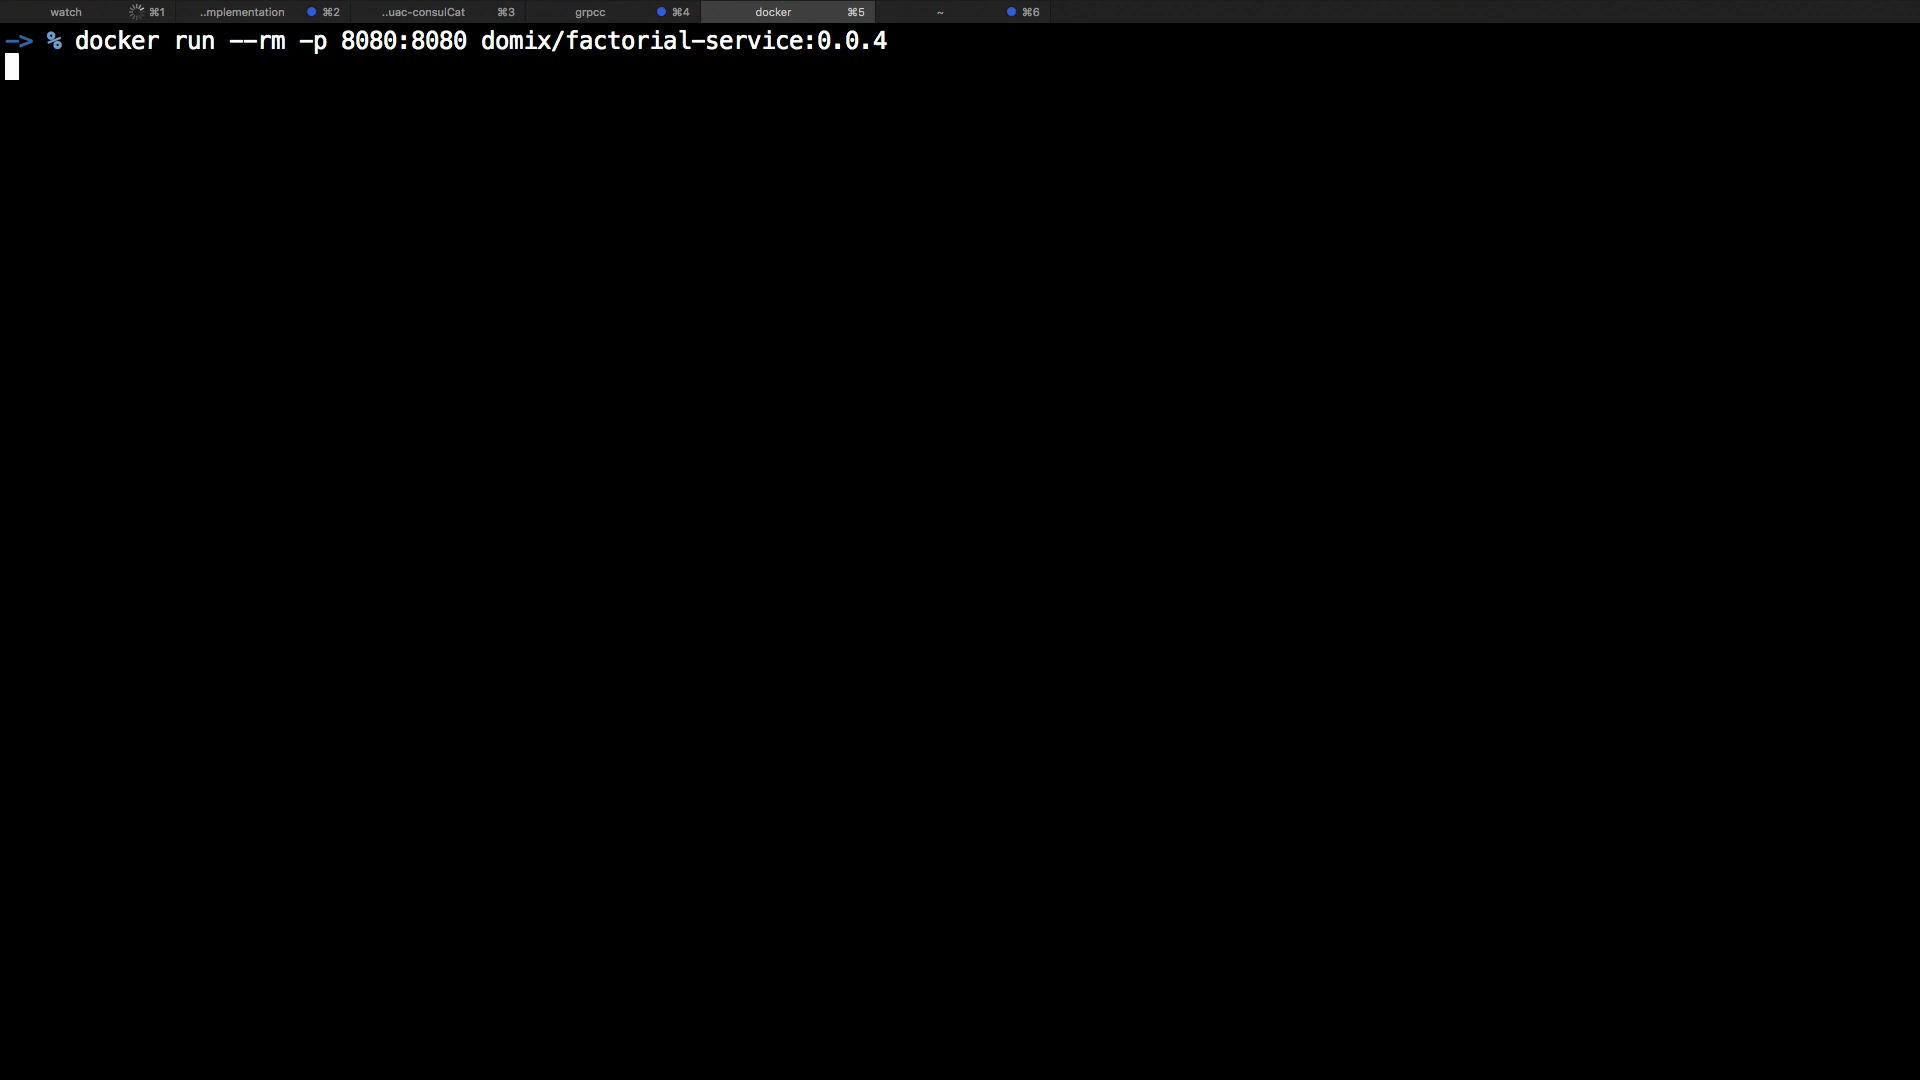 watch ⌘1 ..mplementation ⌘2 ..uac-consulCat ⌘3 grpcc ⌘4 docker ⌘5 ~ ⌘6
—> % docker run --rm -p 8080:8080 domix/factorial-service:0.0.4